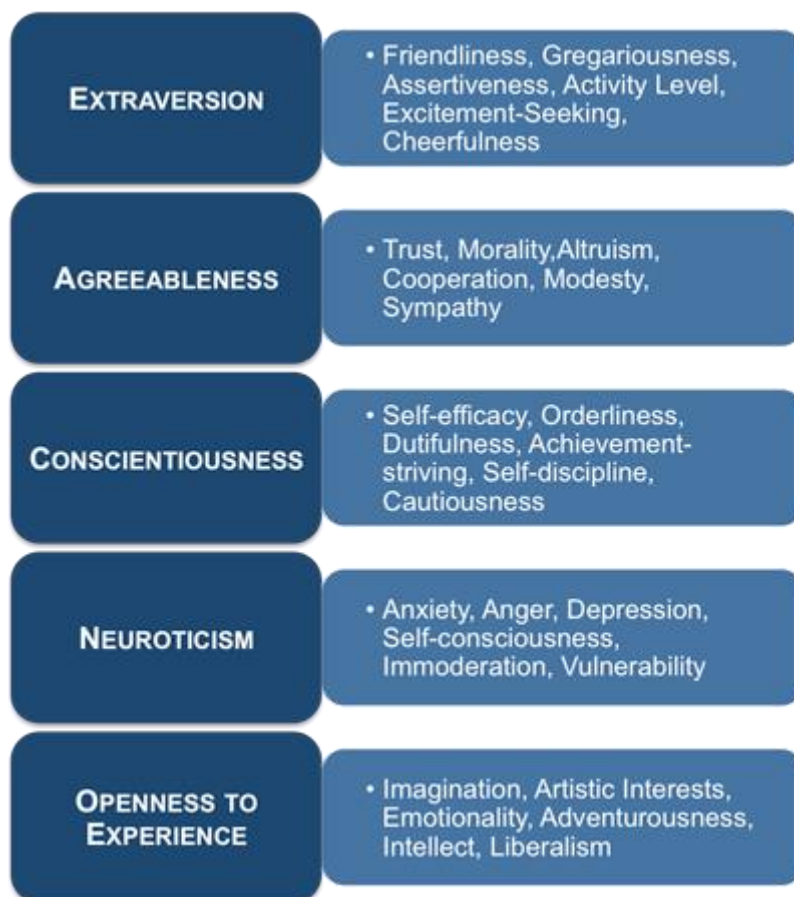 EXTRAVERSION
• Friendliness, Gregariousness,
Assertiveness, Activity Level,
Excitement-Seeking,
Cheerfulness
AGREEABLENESS
• Trust, Morality,Altruism,
Cooperation, Modesty,
Sympathy
CONSCIENTIOUSNESS
• Self-efficacy, Orderliness,
Dutifulness, Achievement-
striving, Self-discipline,
Cautiousness
NEUROTICISM
• Anxiety, Anger, Depression,
Self-consciousness,
Immoderation, Vulnerability
OPENNESS TO
EXPERIENCE
• Imagination, Artistic Interests,
Emotionality, Adventurousness,
Intellect, Liberalism